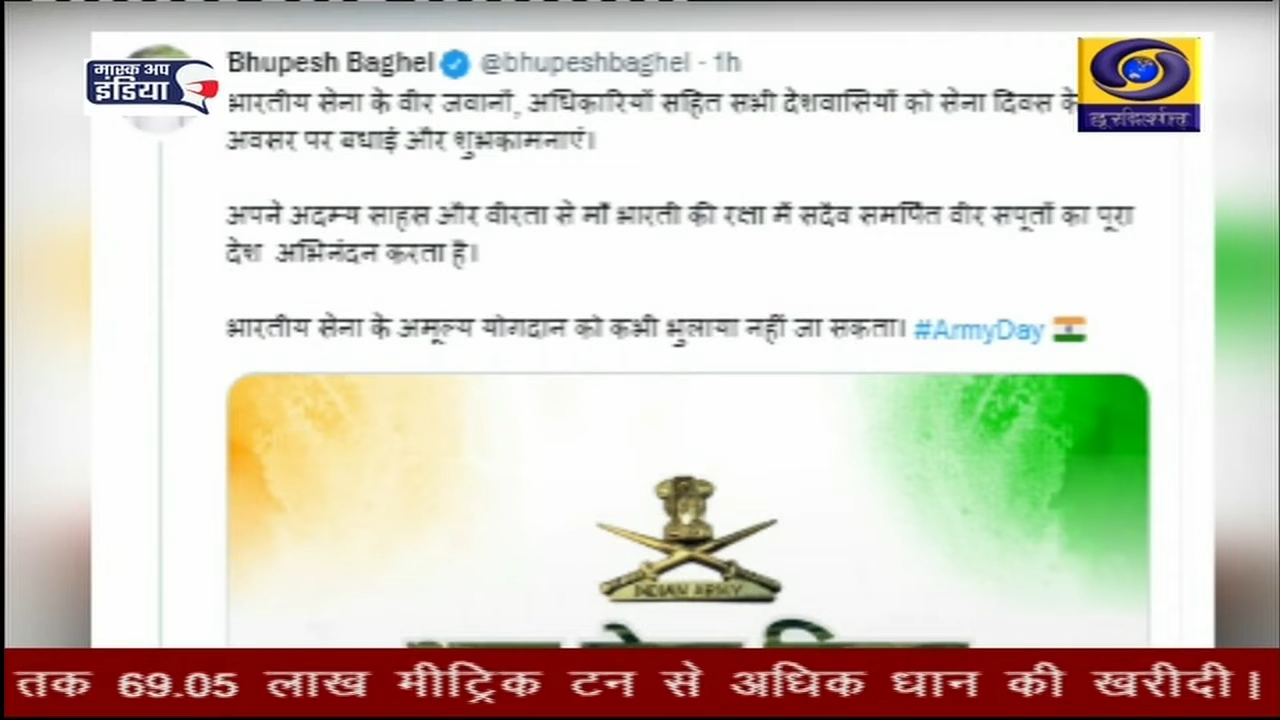 Bhupesh Baghel @bhupeshbaghel - 1h
मास्क अप
इंडिया
भारतीय सेना के वीर जवानों, अधिकारियों सहित सभी देशवासियों को सेना दिवस के
अवसर पर बधाई और शुभकामनाएं।
दूरदर्शन
अपने अदम्य साहस और वीरता से माँ भारती की रक्षा में सदैव समर्पित वीर सपूतों का पूरा
देश अभिनंदन करता है।
भारतीय सेना के अमूल्य योगदान को कभी भुलाया नहीं जा सकता। #ArmyDay
INDIAN ARMY
तक 69.05 लाख मीट्रिक टन से अधिक धान की खरीदी।